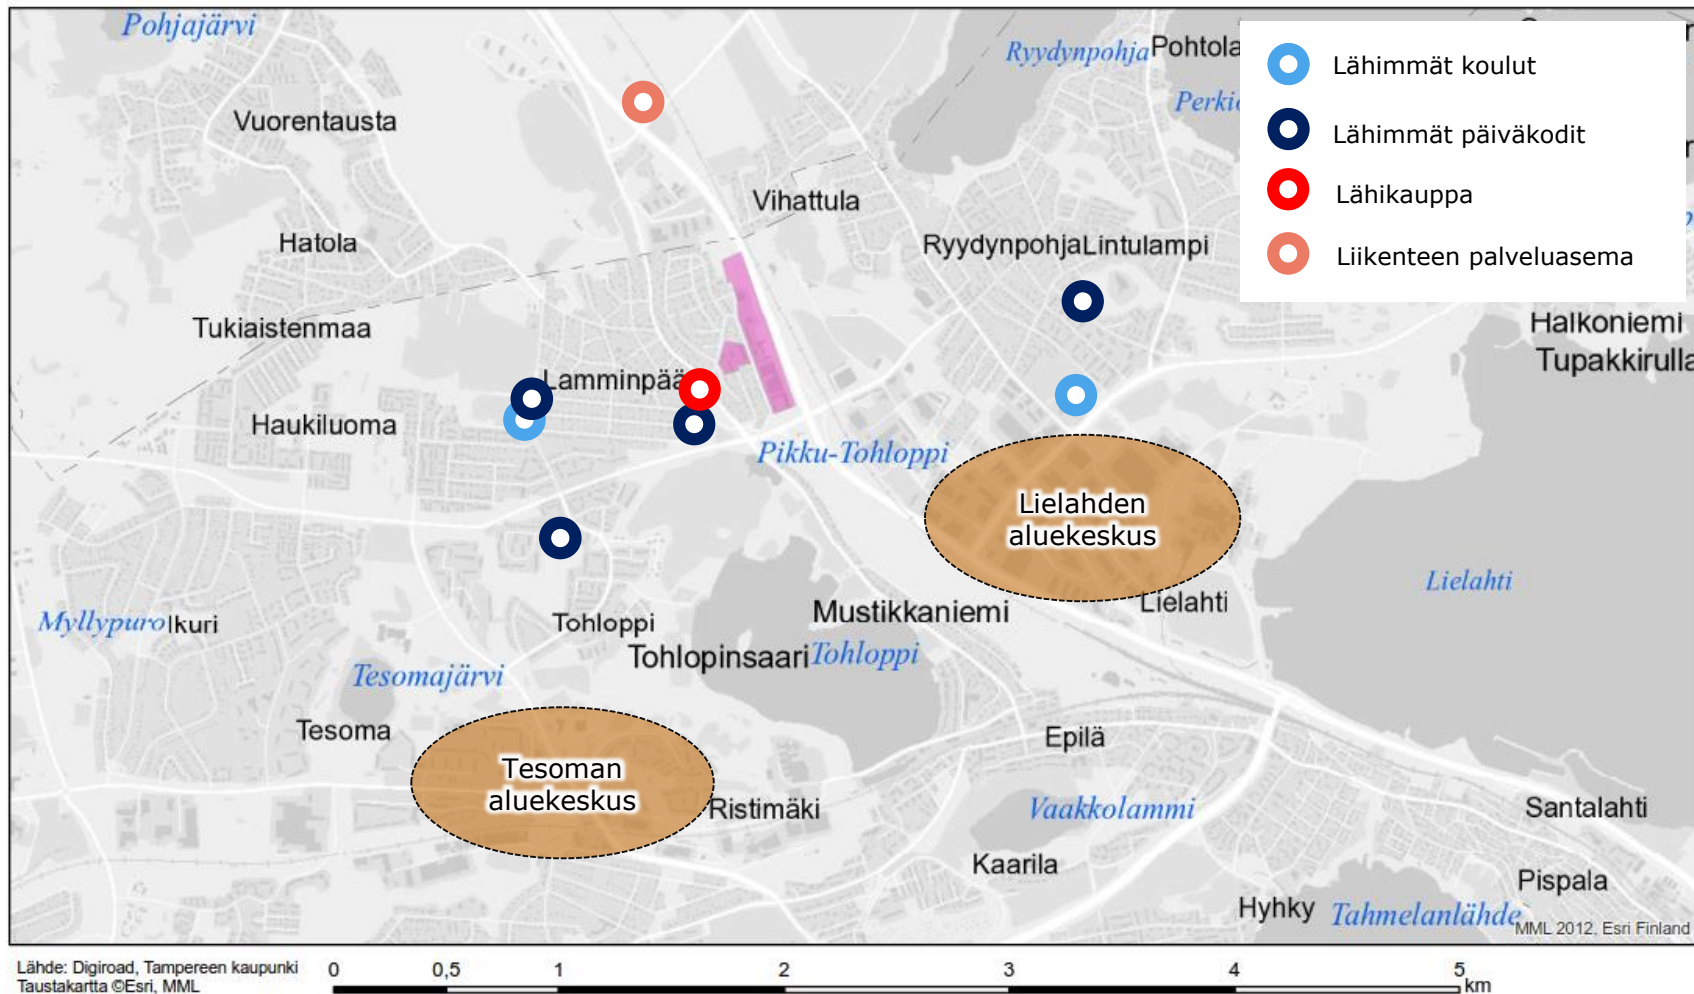 Pohjajärvi
Ryydynpohja
Pohtola
Vuorentausta
Vihattula
Hatola
Ryydynpohja
Lintulampi
Tukiaistenmaa
Lamminpää
Haukiluoma
Pikku-Tohloppi
Halkoniemi
Lähimmät koulut
Lähimmät päiväkodit
Lähikauppa
Liikenteen palveluasema
Lielahden
aluekeskus
Lielahti
Lielahti
Myllypuro
Ikuri
Tohloppi
Mustikkaniemi
Tohlopinsaari
Tohloppi
Tesomajärvi
Tesoma
Tesoman
aluekeskus
Ristimäki
Epilä
Vaakkolammi
Kaarila
Santalahti
Pispala
Hyhky
Tahmelanlähde
MML 2012, Esri Finland
Lähde: Digiroad, Tampereen kaupunki
Taustakartta ©Esri, MML
0 0,5 1 2 3 4 5
km